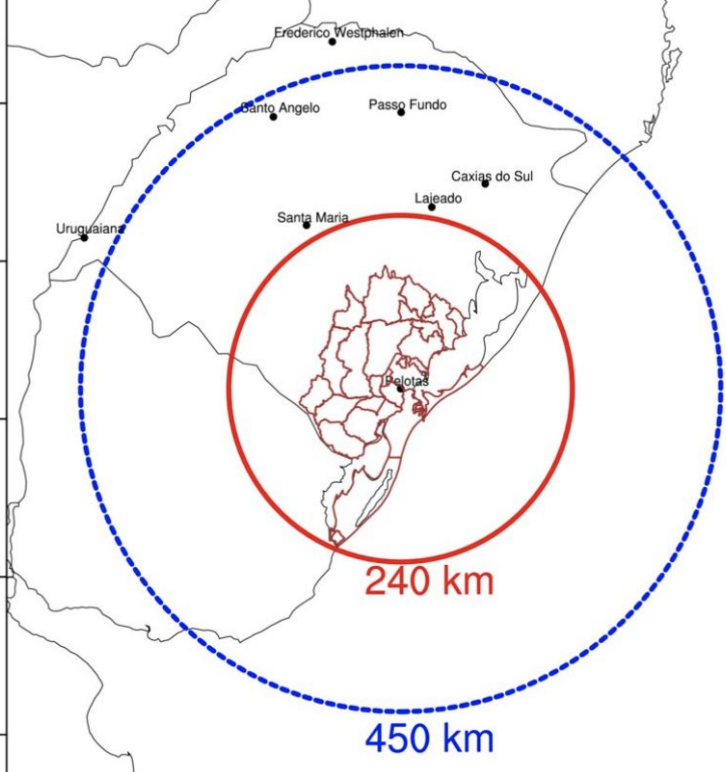 Frederico Westphalen
Santo Angelo
Passo Fundo
Caxias do Sul
Lajeado
Santa Maria
Uruguaiana
Pelotas
240 km
450 km